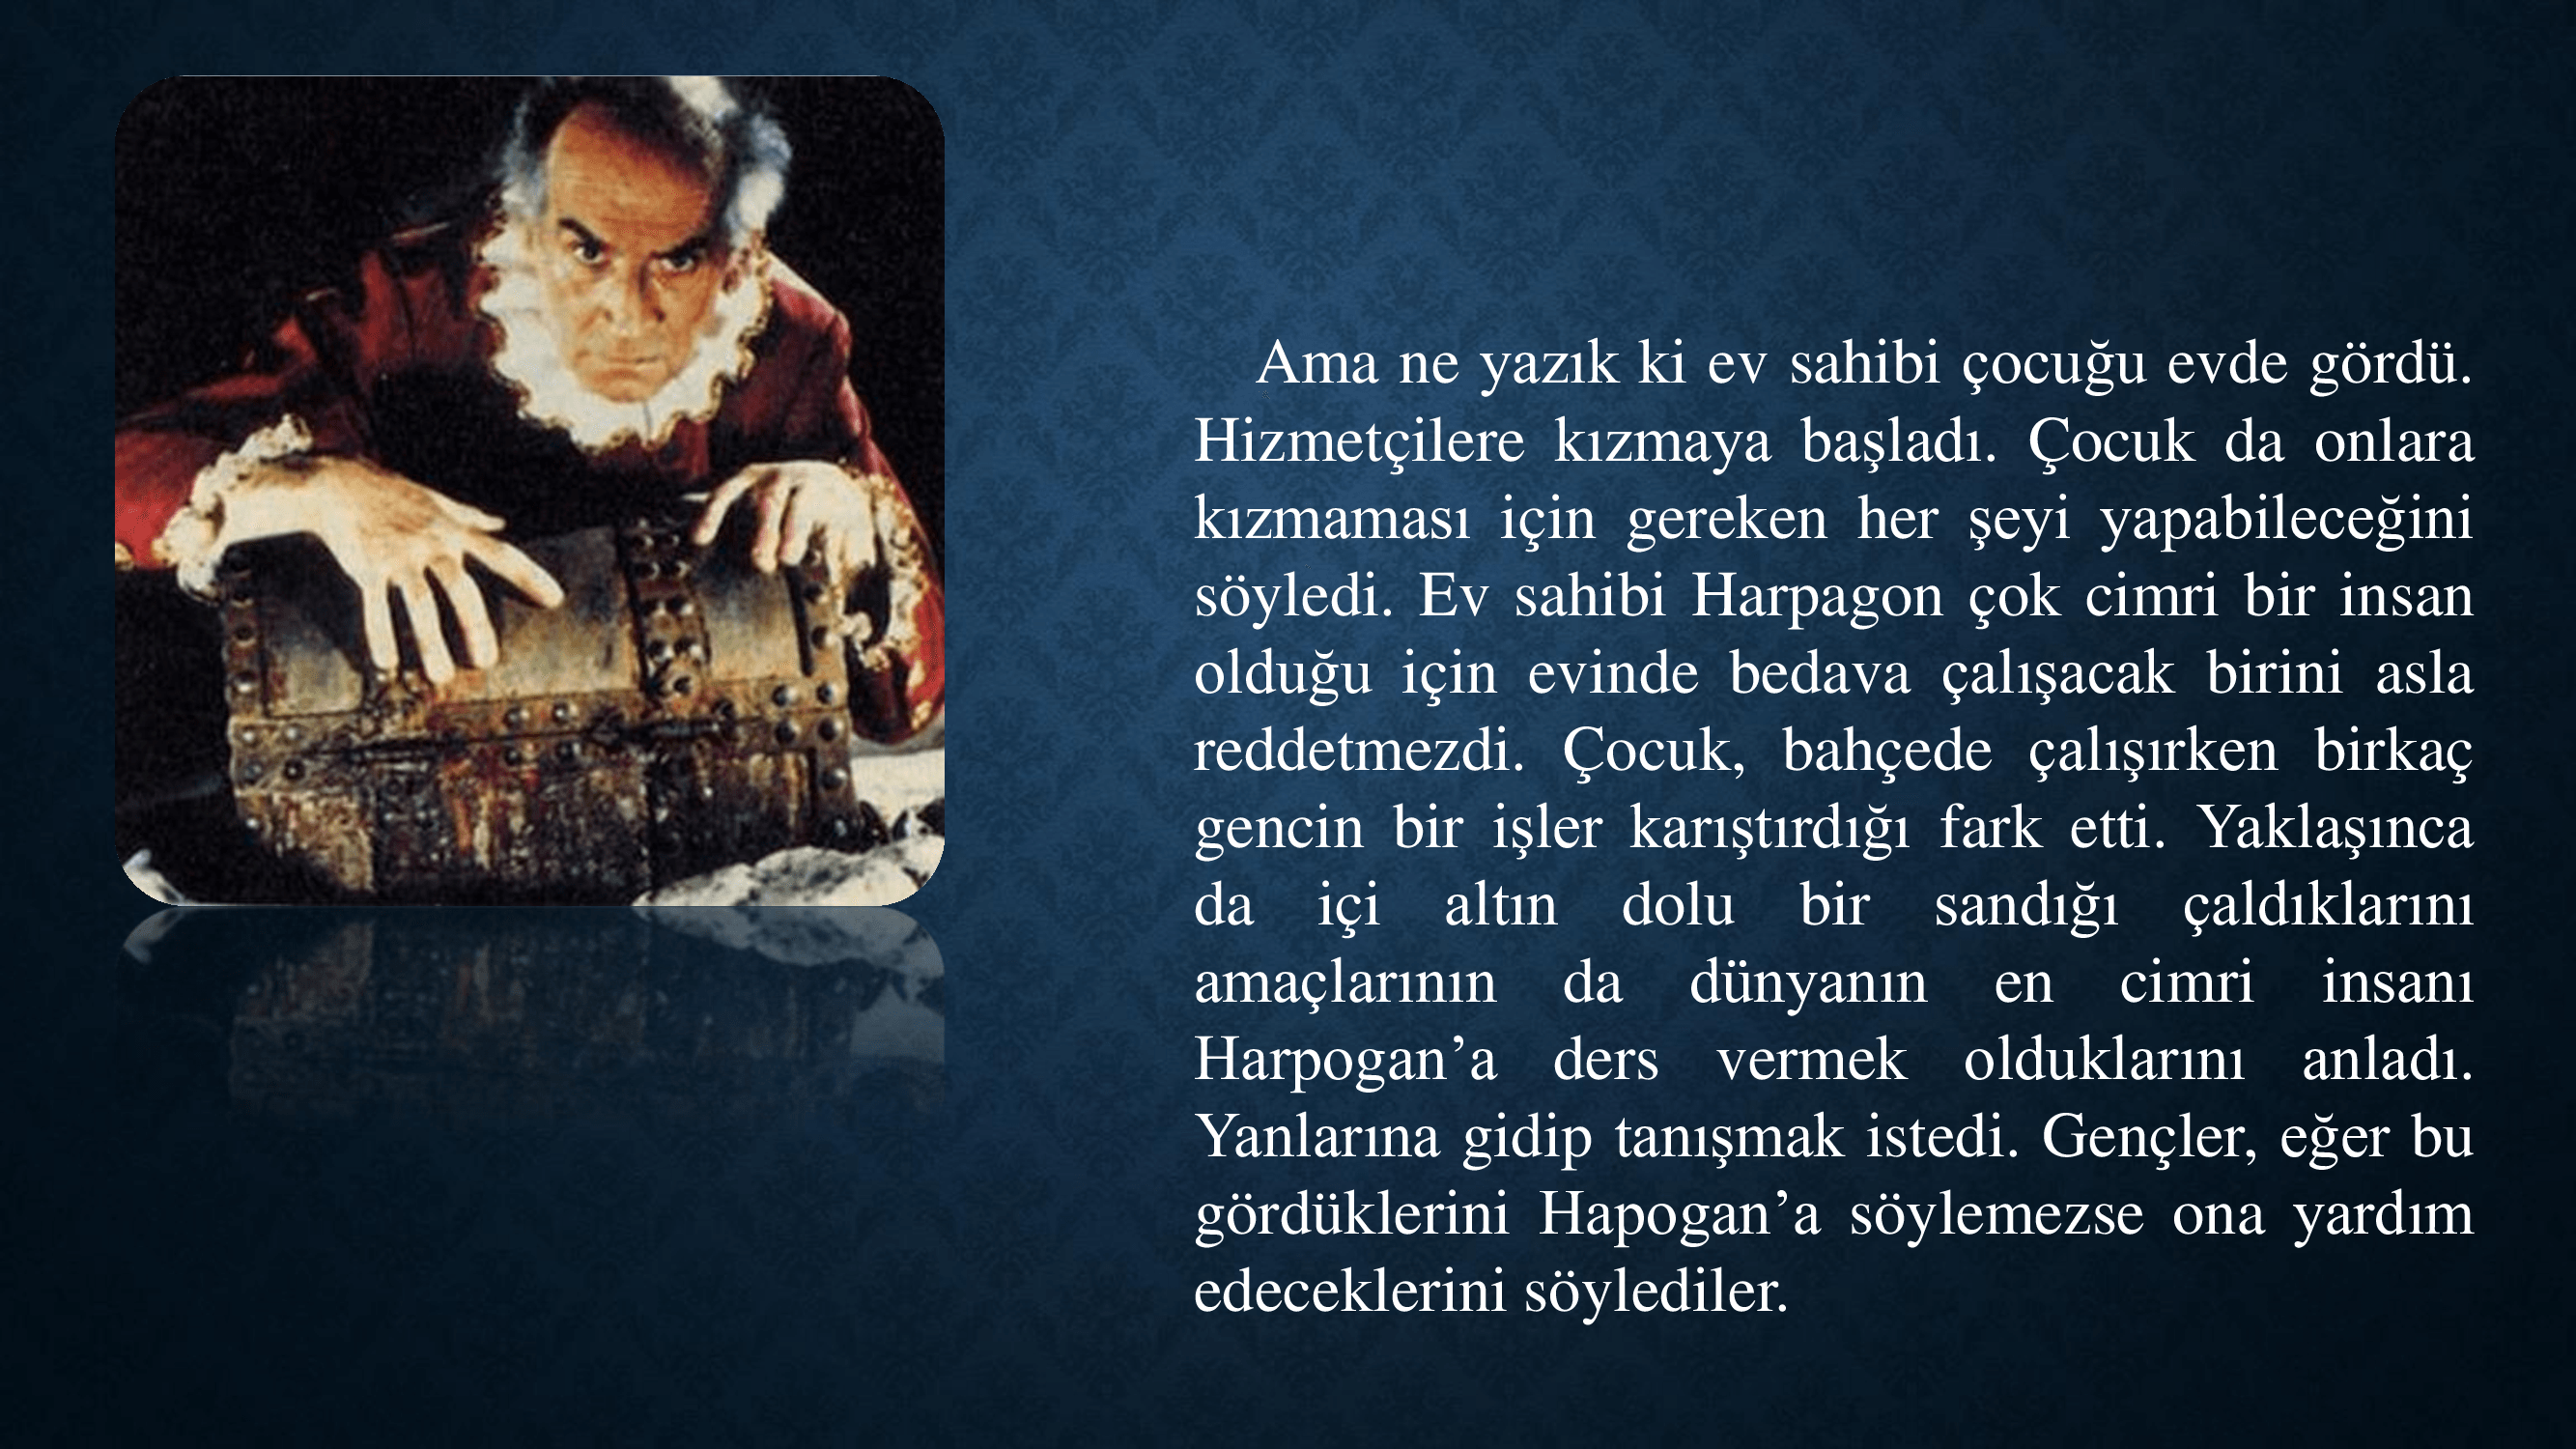 Ama ne yazık ki ev sahibi çocuğu evde gördü.
Hizmetçilere kızmaya başladı. Çocuk da onlara
kızmaması için gereken her şeyi yapabileceğini
söyledi. Ev sahibi Harpagon çok cimri bir insan
olduğu için evinde bedava çalışacak birini asla
reddetmezdi. Çocuk, bahçede çalışırken birkaç
gencin bir işler karıştırdığı fark etti. Yaklaşınca
da içi altın dolu bir sandığı çaldıklarını
amaçlarının da dünyanın en cimri insanı
Harpogan’a ders vermek olduklarını anladı.
Yanlarına gidip tanışmak istedi. Gençler, eğer bu
gördüklerini Hapogan’a söylemezse ona yardım
edeceklerini söylediler.